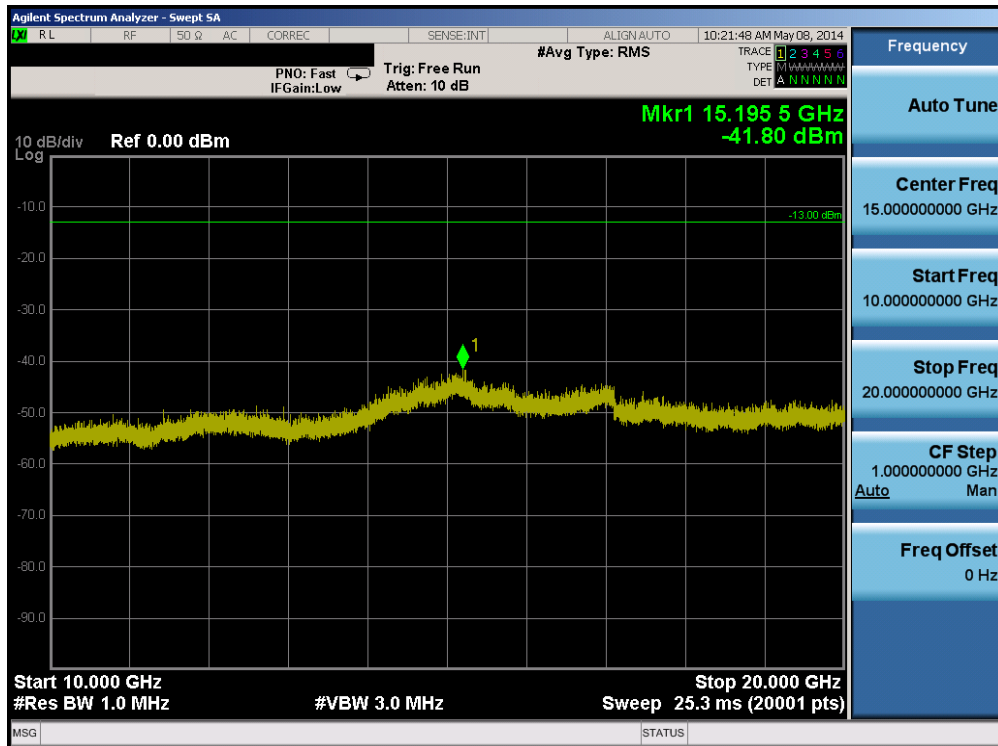 Agilent Spectrum Analyzer - Swept SA
LXI RL RF 50 Ω AC CORREC SENSE:INT ALIGN AUTO 10:21:48 AM May 08, 2014
#Avg Type: RMS TRACE 1 2 3 4 5 6
PNO: Fast Trig: Free Run TYPE M WWWWW
IFGain:Low Atten: 10 dB DET A N N N N N
Mkr1 15.195 5 GHz
-41.80 dBm
10 dB/div Ref 0.00 dBm
Log
-10.0
-13.00 dBm
-20.0
-30.0
-40.0
1
-50.0
-60.0
-70.0
-80.0
-90.0
Start 10.000 GHz Stop 20.000 GHz
#Res BW 1.0 MHz #VBW 3.0 MHz Sweep 25.3 ms (20001 pts)
MSG STATUS
Frequency
Auto Tune
Center Freq
15.000000000 GHz
Start Freq
10.000000000 GHz
Stop Freq
20.000000000 GHz
CF Step
1.000000000 GHz
Auto Man
Freq Offset
0 Hz